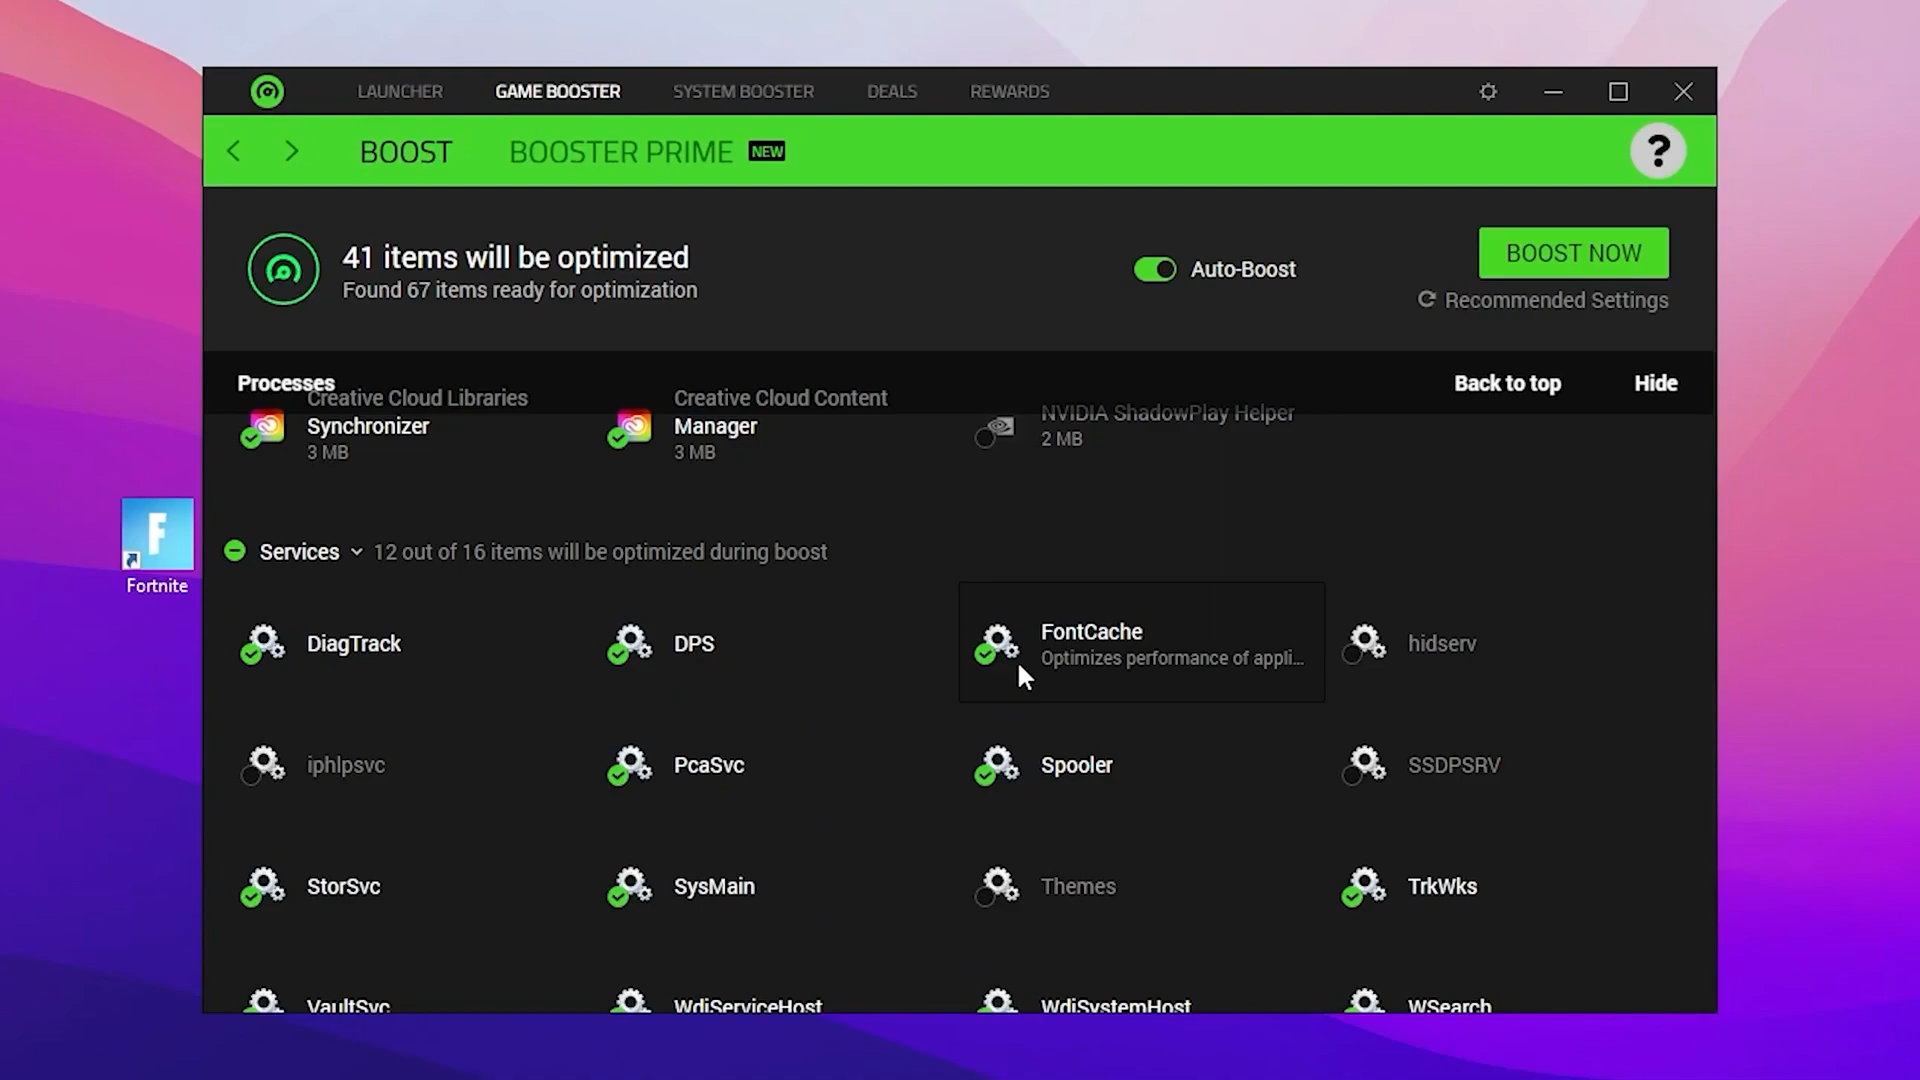 LAUNCHER
GAME BOOSTER
SYSTEM BOOSTER
DEALS
REWARDS
BOOST
BOOSTER PRIME NEW
?
41 items will be optimized
Found 67 items ready for optimization
Auto-Boost
BOOST NOW
Recommended Settings
Processes
Back to top
Hide
Creative Cloud Libraries
Synchronizer
3 MB
Creative Cloud Content
Manager
3 MB
NVIDIA ShadowPlay Helper
2 MB
Services 12 out of 16 items will be optimized during boost
F
Fortnite
DiagTrack
DPS
FontCache
Optimizes performance of appli...
hidserv
iphlpsvc
PcaSvc
Spooler
SSDPSRV
StorSvc
SysMain
Themes
TrkWks
VaultSvc
WdiServiceHost
WdiSystemHost
WSearch